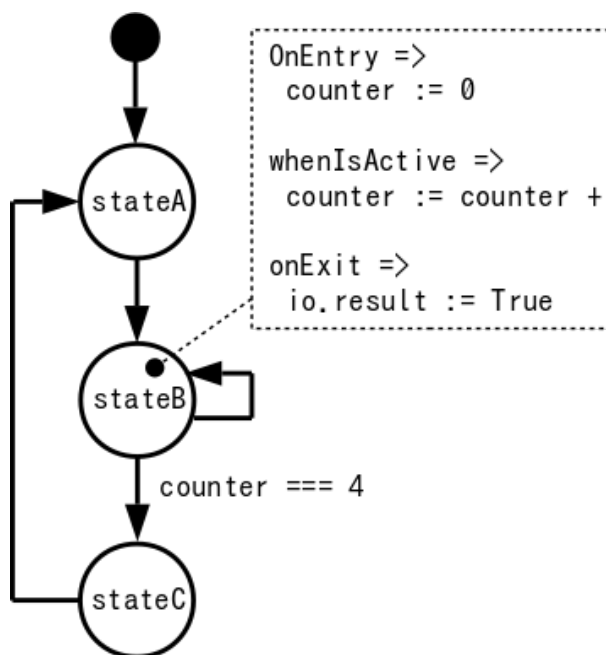 OnEntry =>
counter := 0
whenIsActive =>
counter := counter +
onExit =>
io.result := True
stateA
stateB
counter === 4
stateC